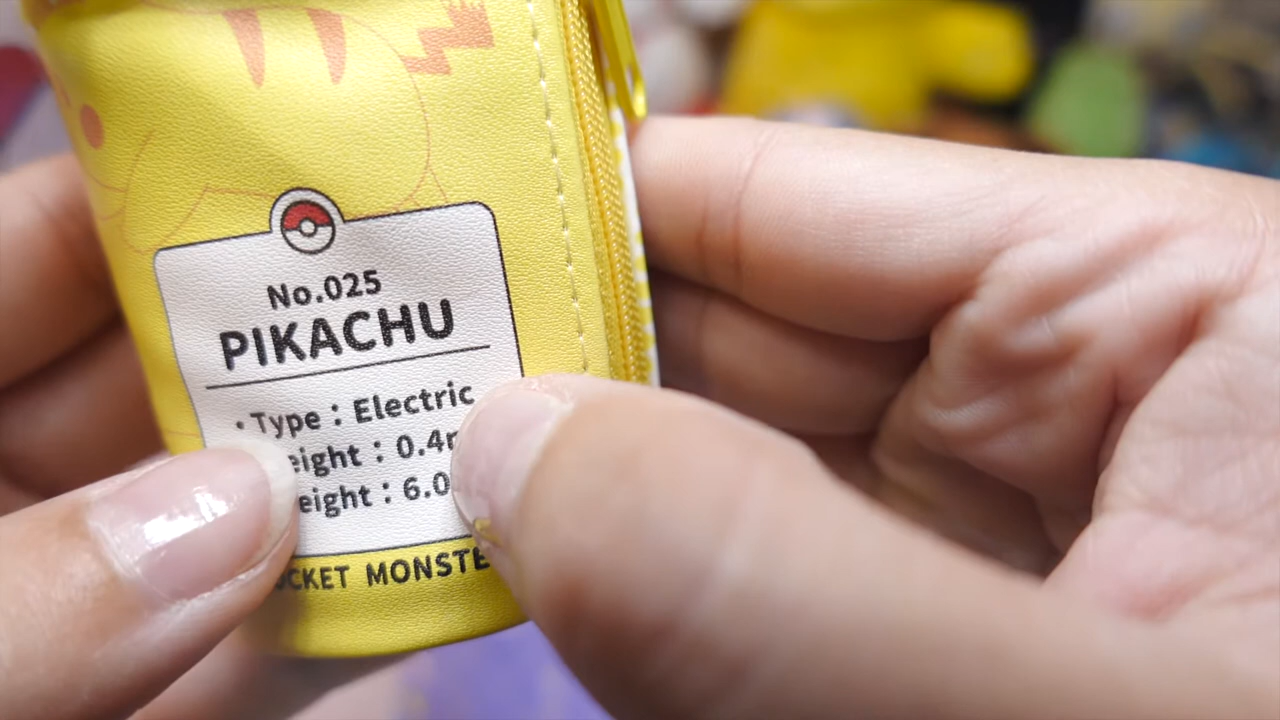 No.025
PIKACHU
・Type : Electric
eight : 0.4
eight : 6.0
CKET MONSTE